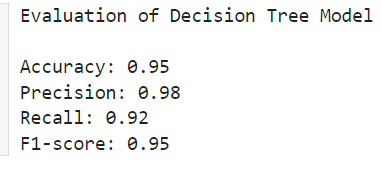 Evaluation of Decision Tree Model
Accuracy: 0.95
Precision: 0.98
Recall: 0.92
F1-score: 0.95